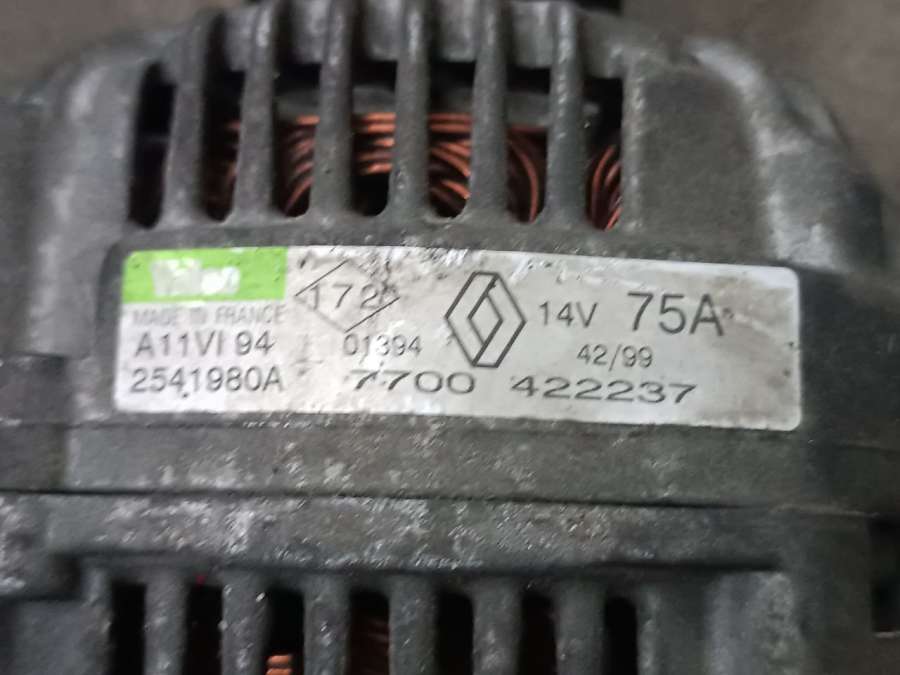 172
14V 75A
MADE IN FRANCE
A11VI 94 01394 42/99
2541980A 7700 422237